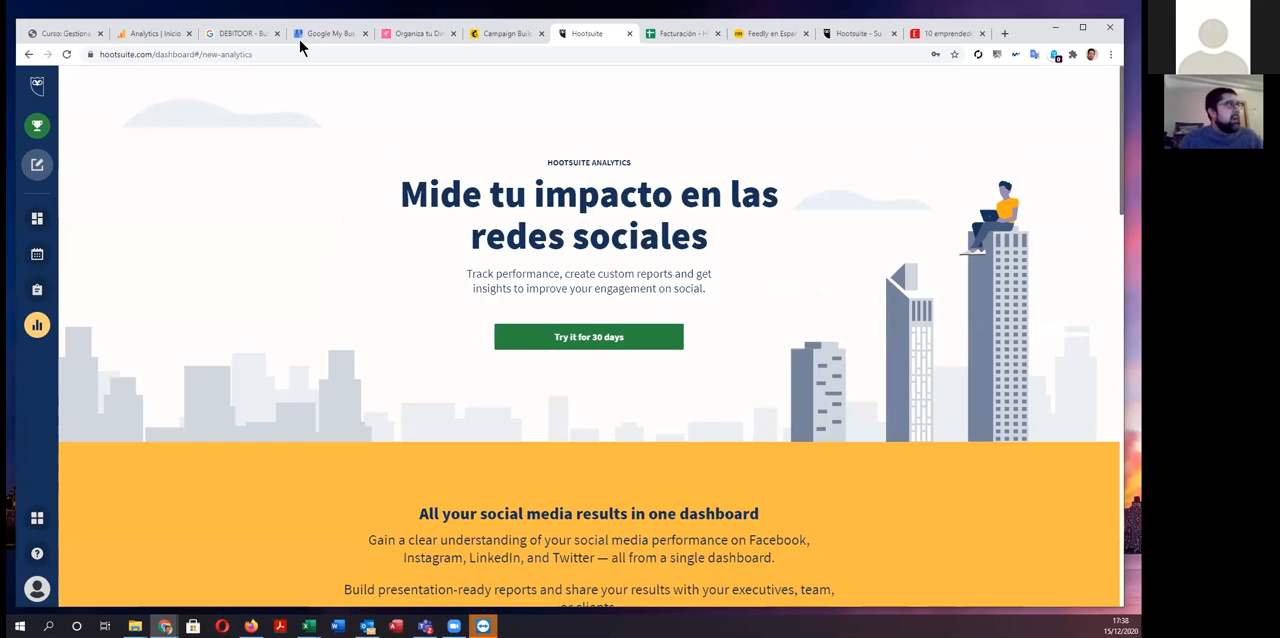 Curso: Gestiona
Analytics | Inicio
DEBITOOR - Bu
Google My Bus
Organiza tu Di
Campaign Buil
Hootsuite
Facturación - H
Feedly en Espa
Hootsuite - Su
10 emprended
hootsuite.com/dashboard#/new-analytics
HOOTSUITE ANALYTICS
Mide tu impacto en las
redes sociales
Track performance, create custom reports and get
insights to improve your engagement on social.
Try it for 30 days
All your social media results in one dashboard
Gain a clear understanding of your social media performance on Facebook,
Instagram, LinkedIn, and Twitter — all from a single dashboard.
Build presentation-ready reports and share your results with your executives, team,
or clients
17:38
15/12/2020